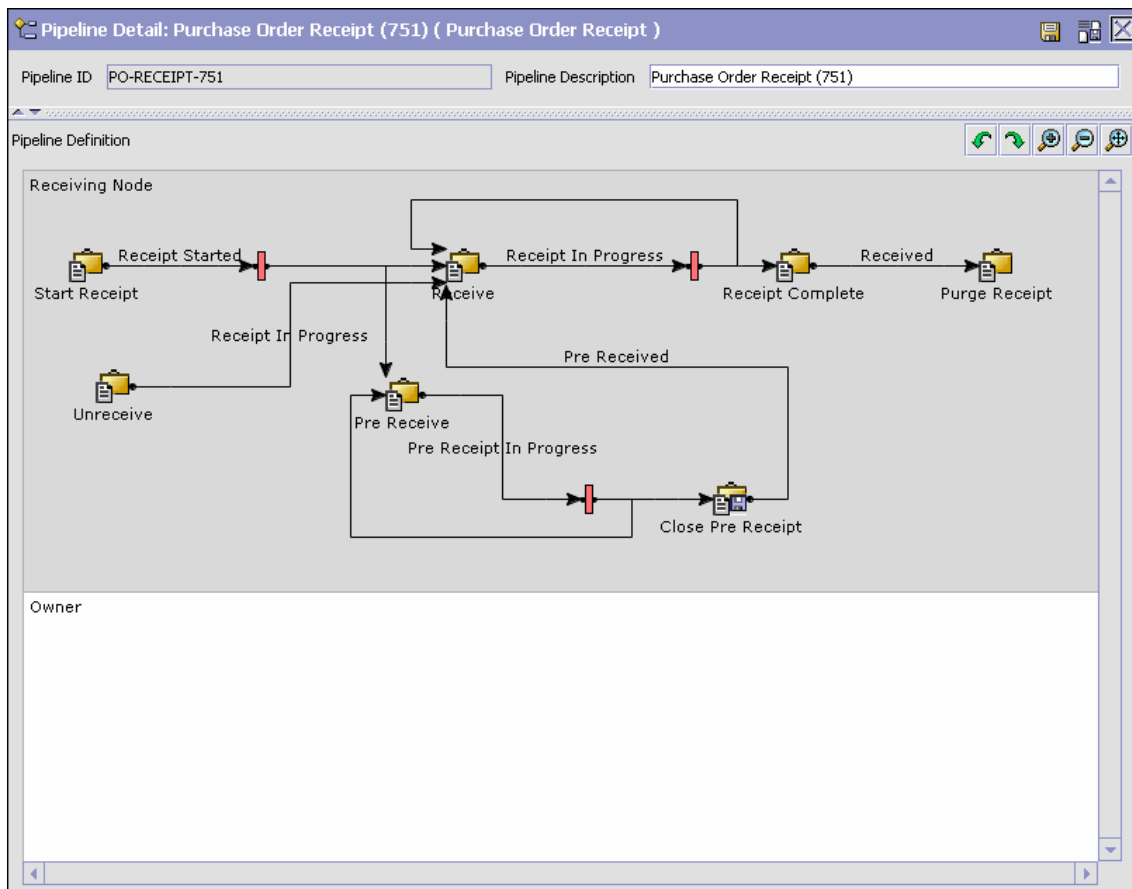 Pipeline Detail: Purchase Order Receipt (751) ( Purchase Order Receipt )
Pipeline ID PO-RECEIPT-751 Pipeline Description Purchase Order Receipt (751)
Pipeline Definition
Receiving Node
Receipt Started Receipt In Progress Received
Start Receipt Receive Receipt Complete Purge Receipt
Receipt In Progress
Pre Received
Unreceive
Pre Receive
Pre Receipt In Progress
Close Pre Receipt
Owner